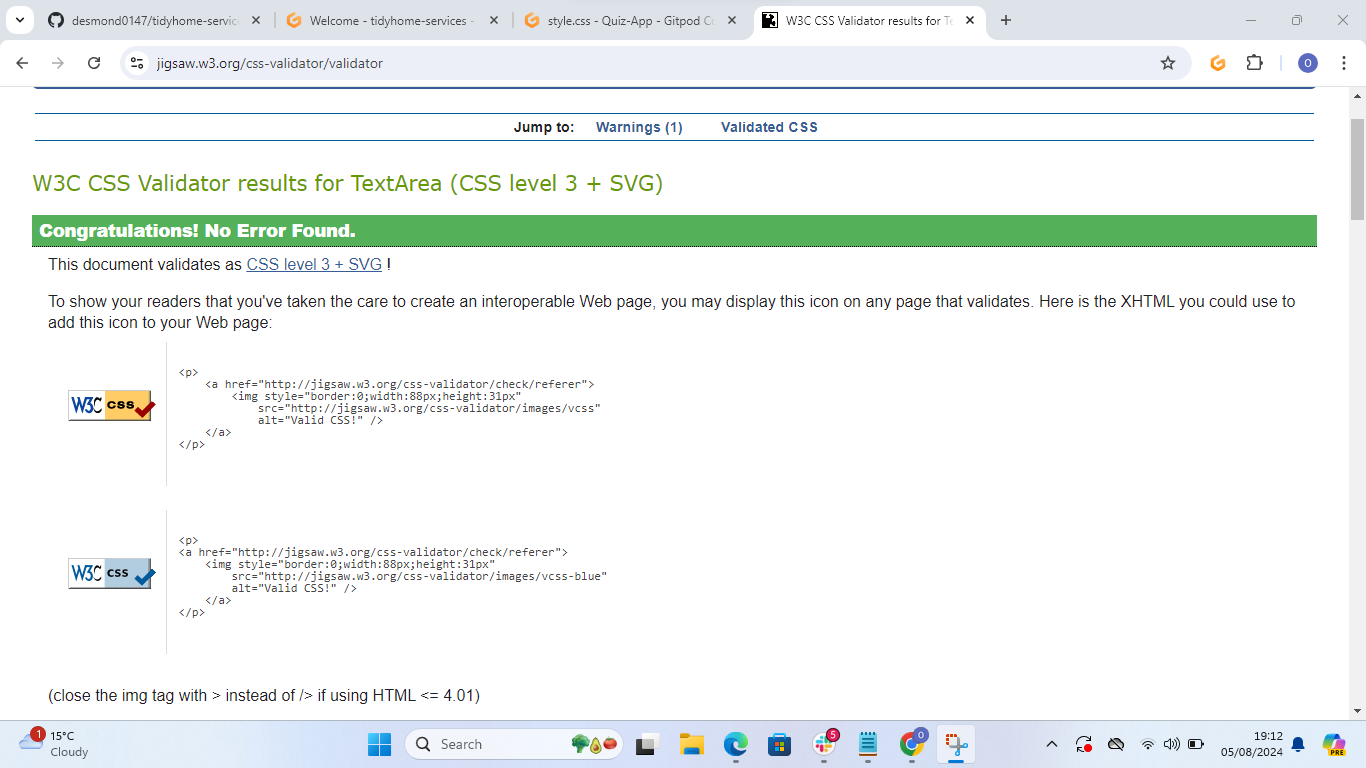 desmond0147/tidyhome-servic
Welcome - tidyhome-services -
style.css - Quiz-App - Gitpod Co
W3C CSS Validator results for Te
jigsaw.w3.org/css-validator/validator
O
Jump to: Warnings (1) Validated CSS
W3C CSS Validator results for TextArea (CSS level 3 + SVG)
Congratulations! No Error Found.
This document validates as CSS level 3 + SVG !
To show your readers that you've taken the care to create an interoperable Web page, you may display this icon on any page that validates. Here is the XHTML you could use to
add this icon to your Web page:
W3C css
<p>
<a href="http://jigsaw.w3.org/css-validator/check/referer">
<img style="border:0;width:88px;height:31px"
src="http://jigsaw.w3.org/css-validator/images/vcss"
alt="Valid CSS!" />
</a>
</p>
W3C css
<p>
<a href="http://jigsaw.w3.org/css-validator/check/referer">
<img style="border:0;width:88px;height:31px"
src="http://jigsaw.w3.org/css-validator/images/vcss-blue"
alt="Valid CSS!" />
</a>
</p>
(close the img tag with > instead of /> if using HTML <= 4.01)
1
15°C
Cloudy
Search
5
O
19:12
05/08/2024
PRE